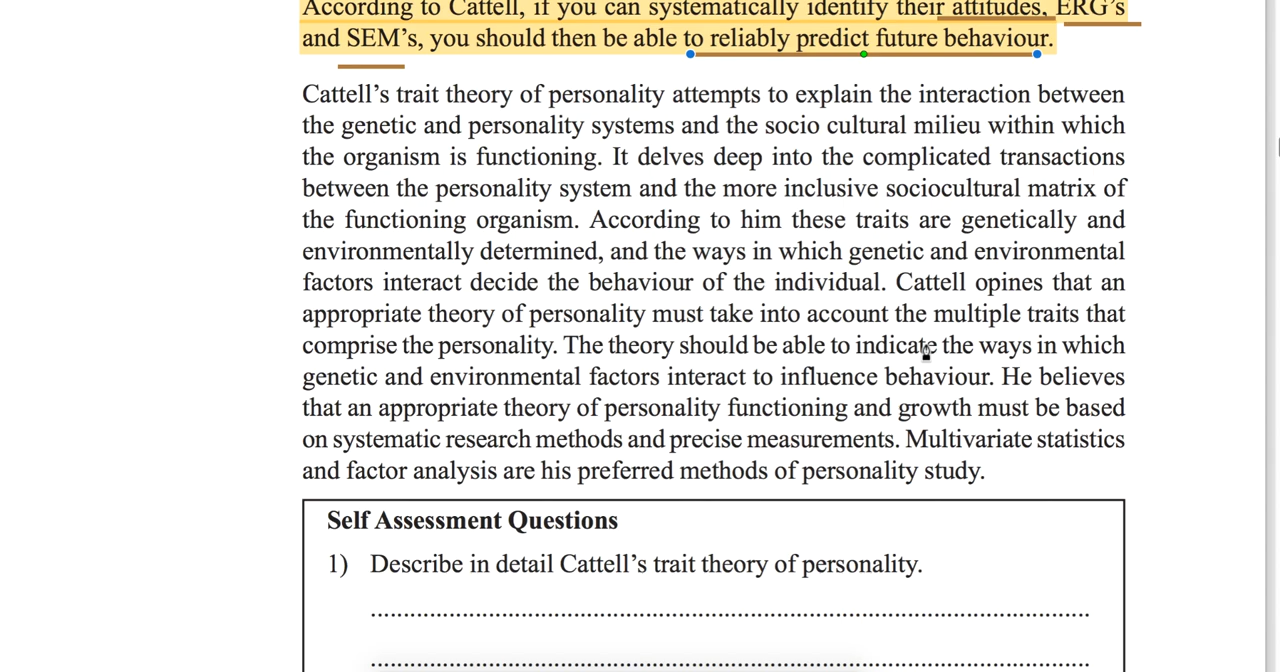 According to Cattell, if you can systematically identify their attitudes, ERG’s
and SEM’s, you should then be able to reliably predict future behaviour.
Cattell’s trait theory of personality attempts to explain the interaction between
the genetic and personality systems and the socio cultural milieu within which
the organism is functioning. It delves deep into the complicated transactions
between the personality system and the more inclusive sociocultural matrix of
the functioning organism. According to him these traits are genetically and
environmentally determined, and the ways in which genetic and environmental
factors interact decide the behaviour of the individual. Cattell opines that an
appropriate theory of personality must take into account the multiple traits that
comprise the personality. The theory should be able to indicate the ways in which
genetic and environmental factors interact to influence behaviour. He believes
that an appropriate theory of personality functioning and growth must be based
on systematic research methods and precise measurements. Multivariate statistics
and factor analysis are his preferred methods of personality study.
Self Assessment Questions
1) Describe in detail Cattell’s trait theory of personality.